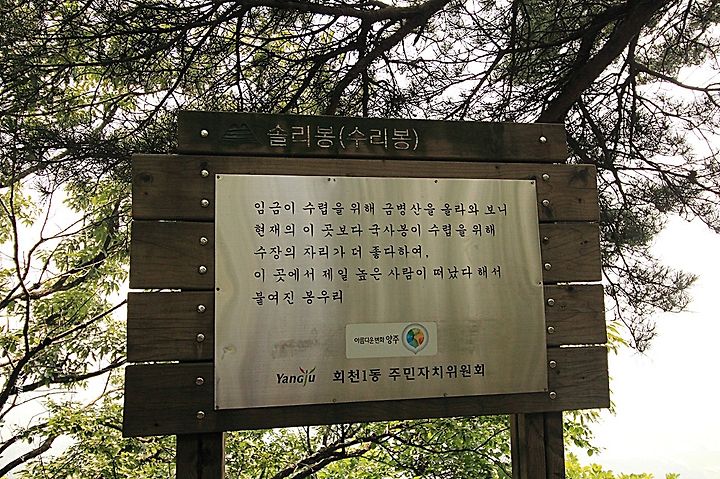 솔리봉(수리봉)
임금이 수렵을 위해 금병산을 올라와 보니
현재의 이 곳보다 국사봉이 수렵을 위해
수장의 자리가 더 좋다하여,
이 곳에서 제일 높은 사람이 떠났다 해서
불여진 봉우리
아름다운변화 양주
Yangju 회천1동 주민자치위원회